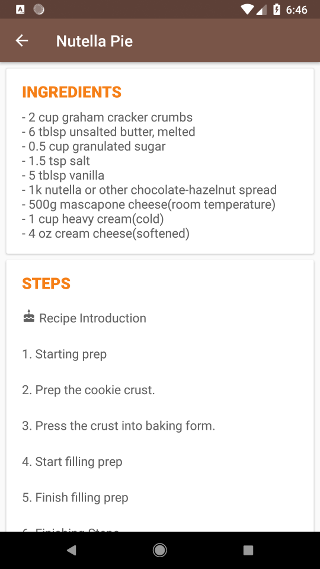 6:46
Nutella Pie
INGREDIENTS
- 2 cup graham cracker crumbs
- 6 tblsp unsalted butter, melted
- 0.5 cup granulated sugar
- 1.5 tsp salt
- 5 tblsp vanilla
- 1k nutella or other chocolate-hazelnut spread
- 500g mascapone cheese(room temperature)
- 1 cup heavy cream(cold)
- 4 oz cream cheese(softened)
STEPS
Recipe Introduction
1. Starting prep
2. Prep the cookie crust.
3. Press the crust into baking form.
4. Start filling prep
5. Finish filling prep
6. Finishing Steps